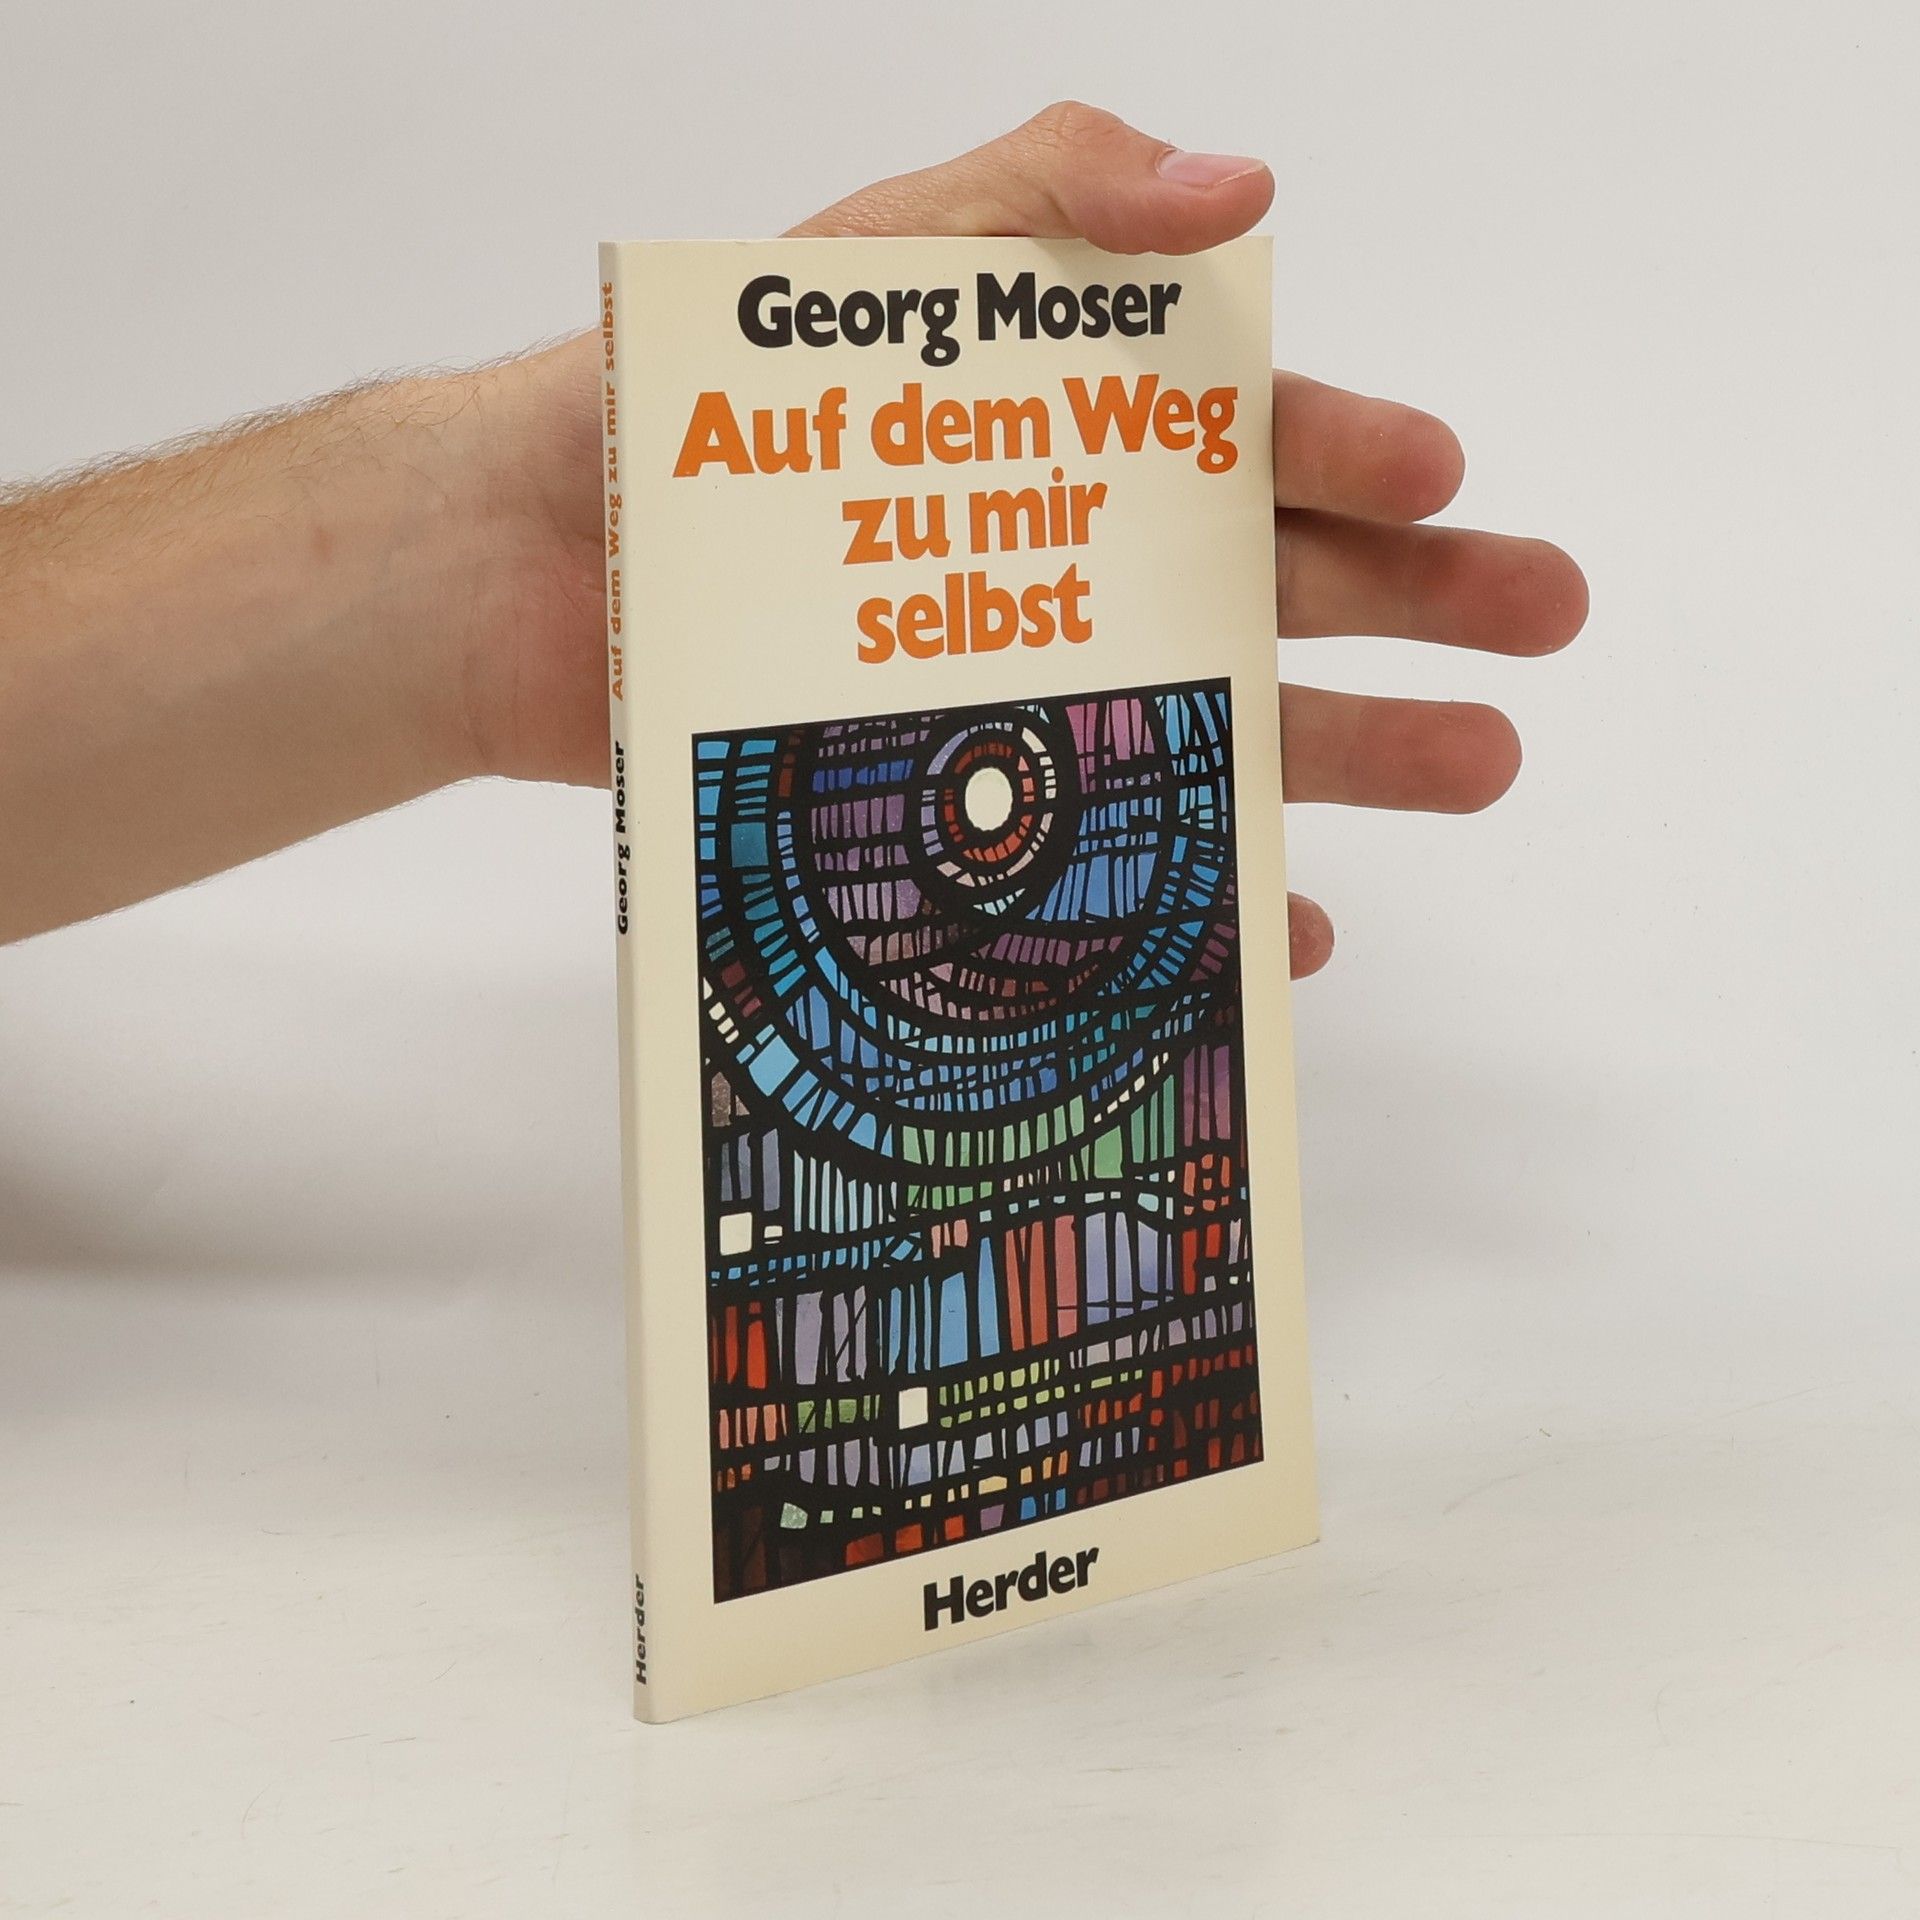 Georg Moser
Auf dem Weg
zu mir
selbst
Herder
Herder Georg Moser Auf dem Weg zu mir selbst